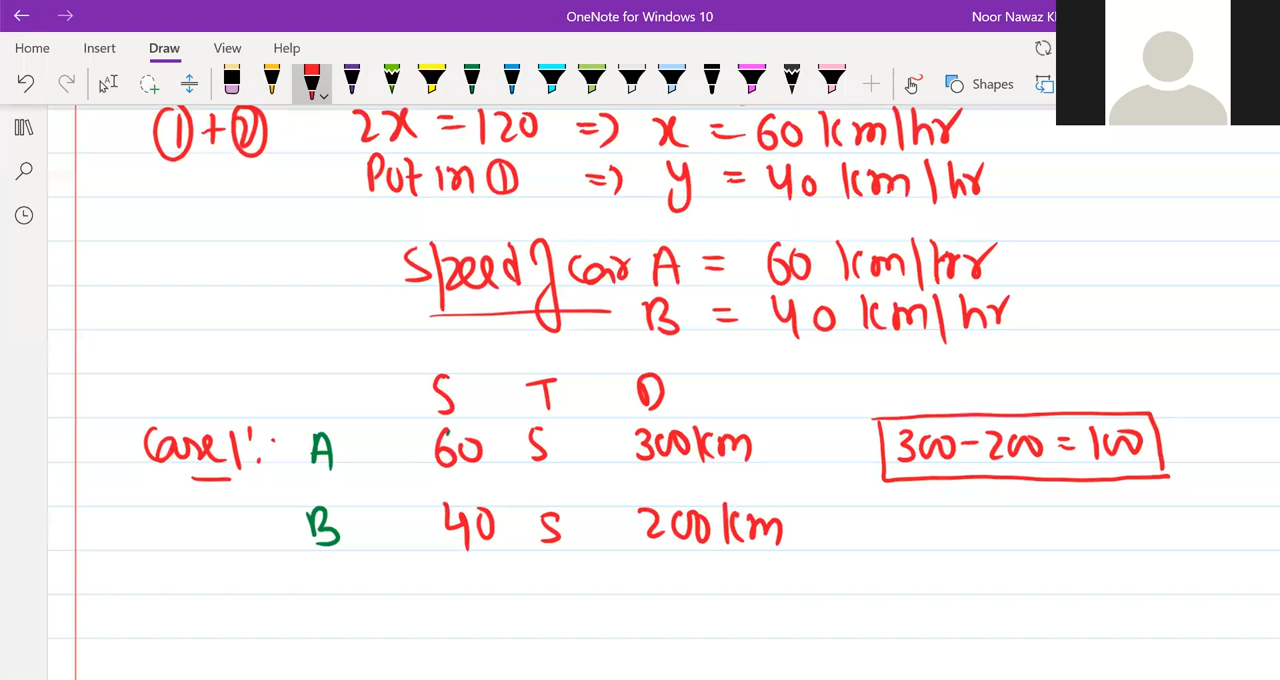 OneNote for Windows 10
Noor Nawaz
Home Insert Draw View Help
Shapes
① + ② 2x = 120 => x = 60 km/hr
Put in ① => y = 40 km/hr
Speed of car A = 60 km/hr
B = 40 km/hr
S T D
Case 1: A 60 5 300km
300-200 = 100
B 40 5 200km